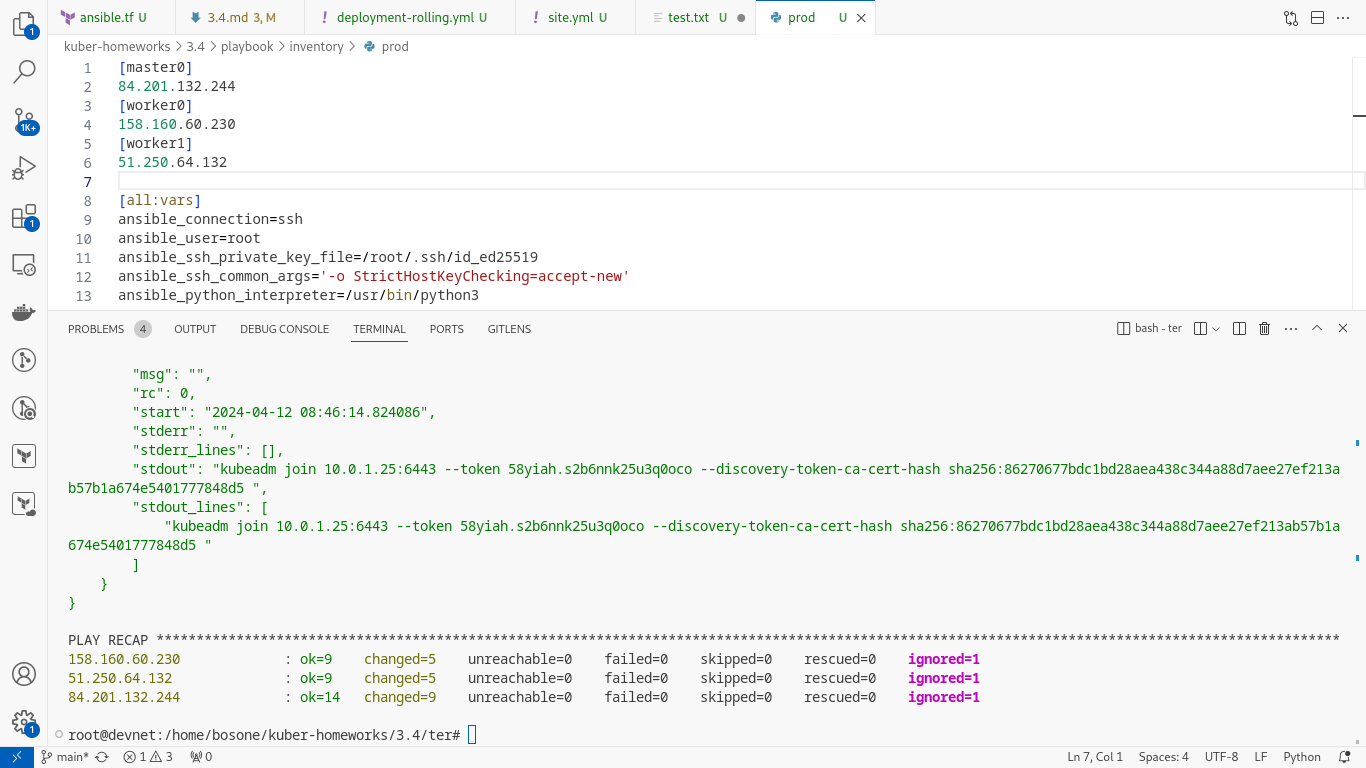 ansible.tf U
3.4.md 3, M
! deployment-rolling.yml U
! site.yml U
test.txt U
prod U
kuber-homeworks > 3.4 > playbook > inventory > prod
1 [master0]
2 84.201.132.244
3 [worker0]
4 158.160.60.230
5 [worker1]
6 51.250.64.132
7
8 [all:vars]
9 ansible_connection=ssh
10 ansible_user=root
11 ansible_ssh_private_key_file=/root/.ssh/id_ed25519
12 ansible_ssh_common_args='-o StrictHostKeyChecking=accept-new'
13 ansible_python_interpreter=/usr/bin/python3
1
1K+
1
1
PROBLEMS 4 OUTPUT DEBUG CONSOLE TERMINAL PORTS GITLENS bash - ter
"msg": "",
"rc": 0,
"start": "2024-04-12 08:46:14.824086",
"stderr": "",
"stderr_lines": [],
"stdout": "kubeadm join 10.0.1.25:6443 --token 58yiah.s2b6nnk25u3q0oco --discovery-token-ca-cert-hash sha256:86270677bdc1bd28aea438c344a88d7aee27ef213a
b57b1a674e5401777848d5 ",
"stdout_lines": [
"kubeadm join 10.0.1.25:6443 --token 58yiah.s2b6nnk25u3q0oco --discovery-token-ca-cert-hash sha256:86270677bdc1bd28aea438c344a88d7aee27ef213ab57b1a
674e5401777848d5 "
]
}
}
PLAY RECAP ****************************************************************************************************************************************************
158.160.60.230 : ok=9 changed=5 unreachable=0 failed=0 skipped=0 rescued=0 ignored=1
51.250.64.132 : ok=9 changed=5 unreachable=0 failed=0 skipped=0 rescued=0 ignored=1
84.201.132.244 : ok=14 changed=9 unreachable=0 failed=0 skipped=0 rescued=0 ignored=1
root@devnet:/home/bosone/kuber-homeworks/3.4/ter#
main* 1 3 0 Ln 7, Col 1 Spaces: 4 UTF-8 LF Python